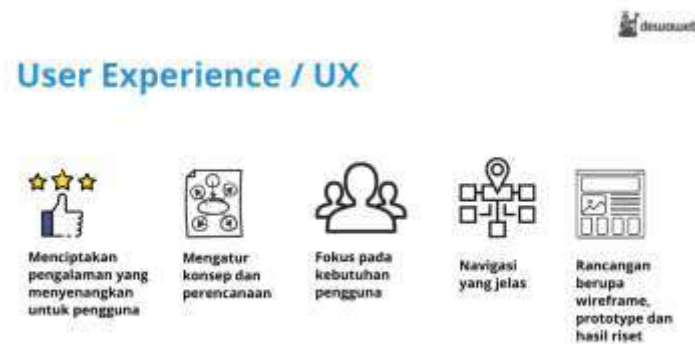 dewaweb
User Experience / UX
Menciptakan
pengalaman yang
menyenangkan
untuk pengguna
Mengatur
konsep dan
perencanaan
Fokus pada
kebutuhan
pengguna
Navigasi
yang jelas
Rancangan
berupa
wireframe,
prototype dan
hasil riset